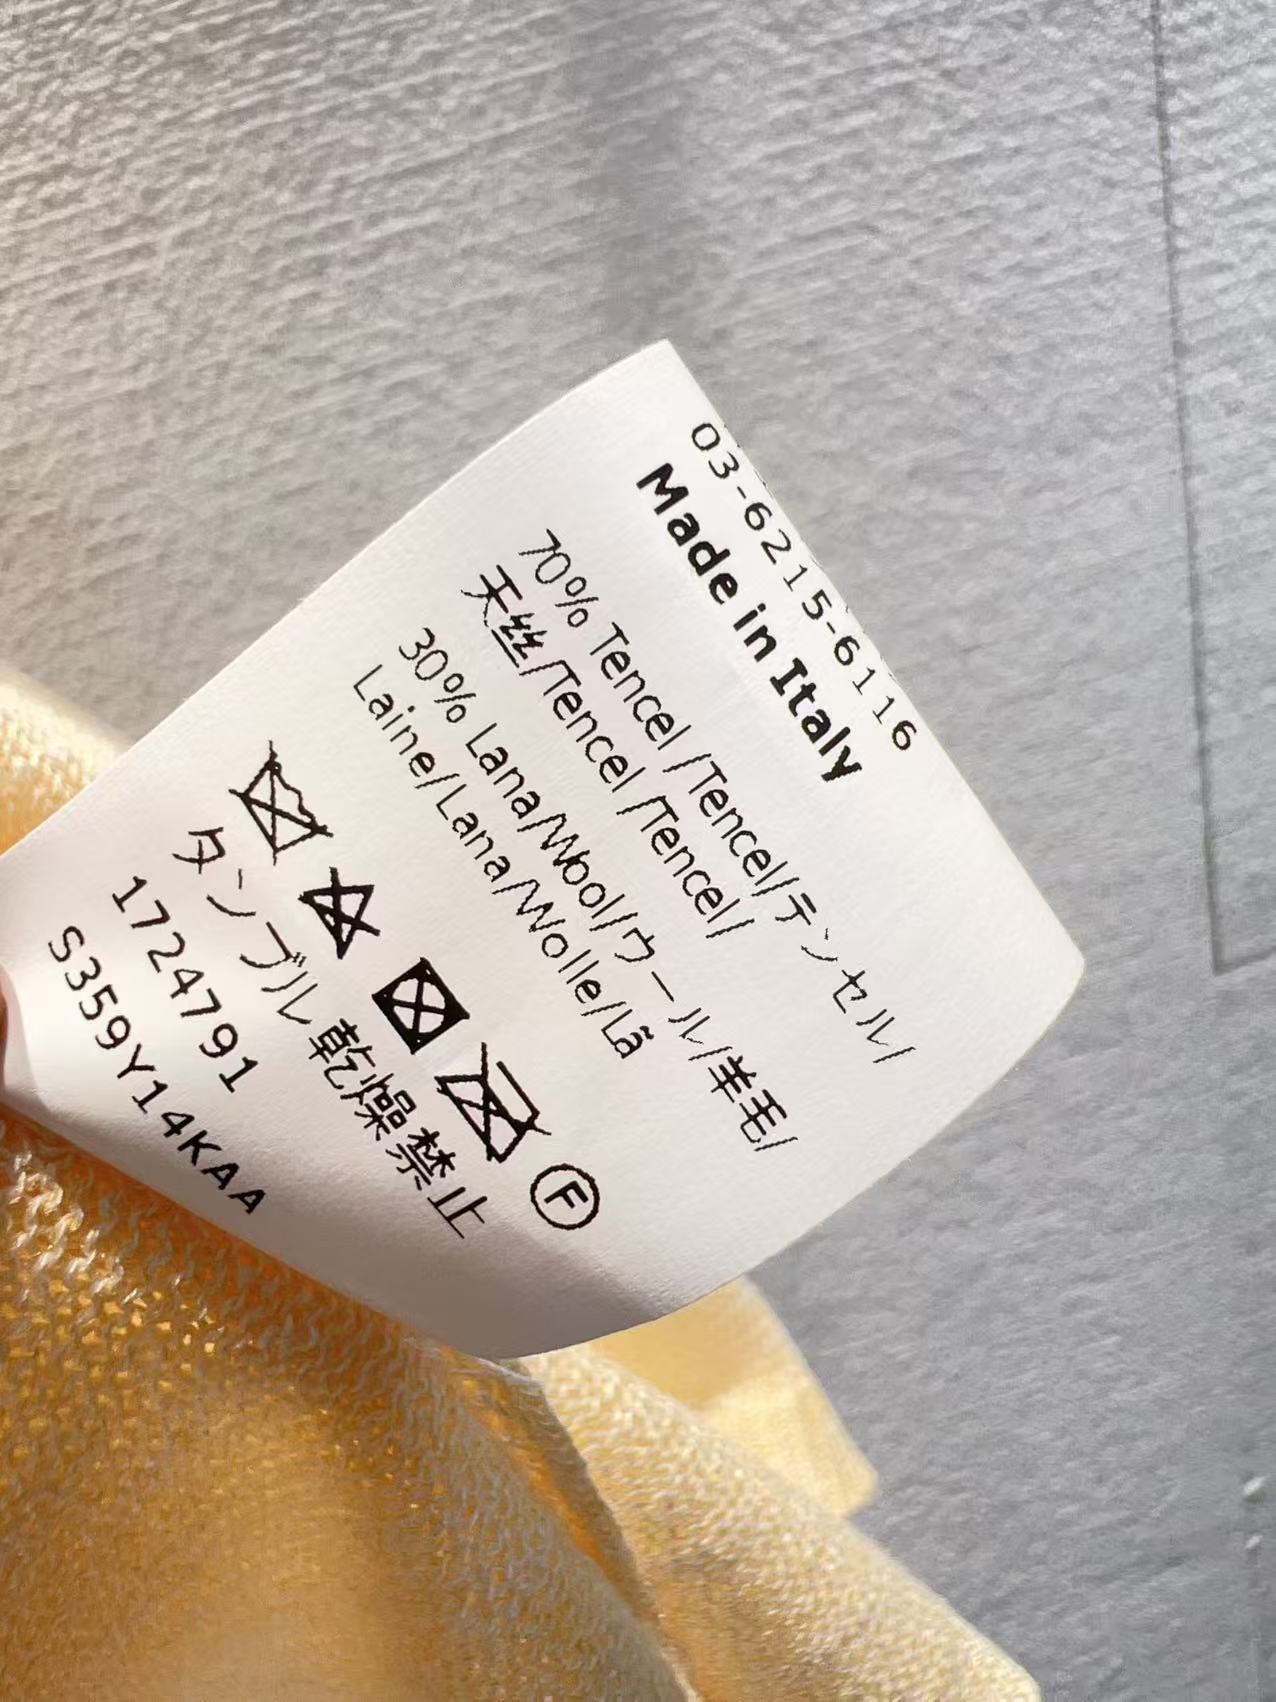 03-6215-6116
Made in Italy
70% Tencel /Tencel/テンセル/
天丝/Tencel /Tencel/
30% Lana/Wool/ウール/羊毛/
Laine/Lana/Wolle/Lã
F
タンブル乾燥禁止
1724791
S359Y14KAA